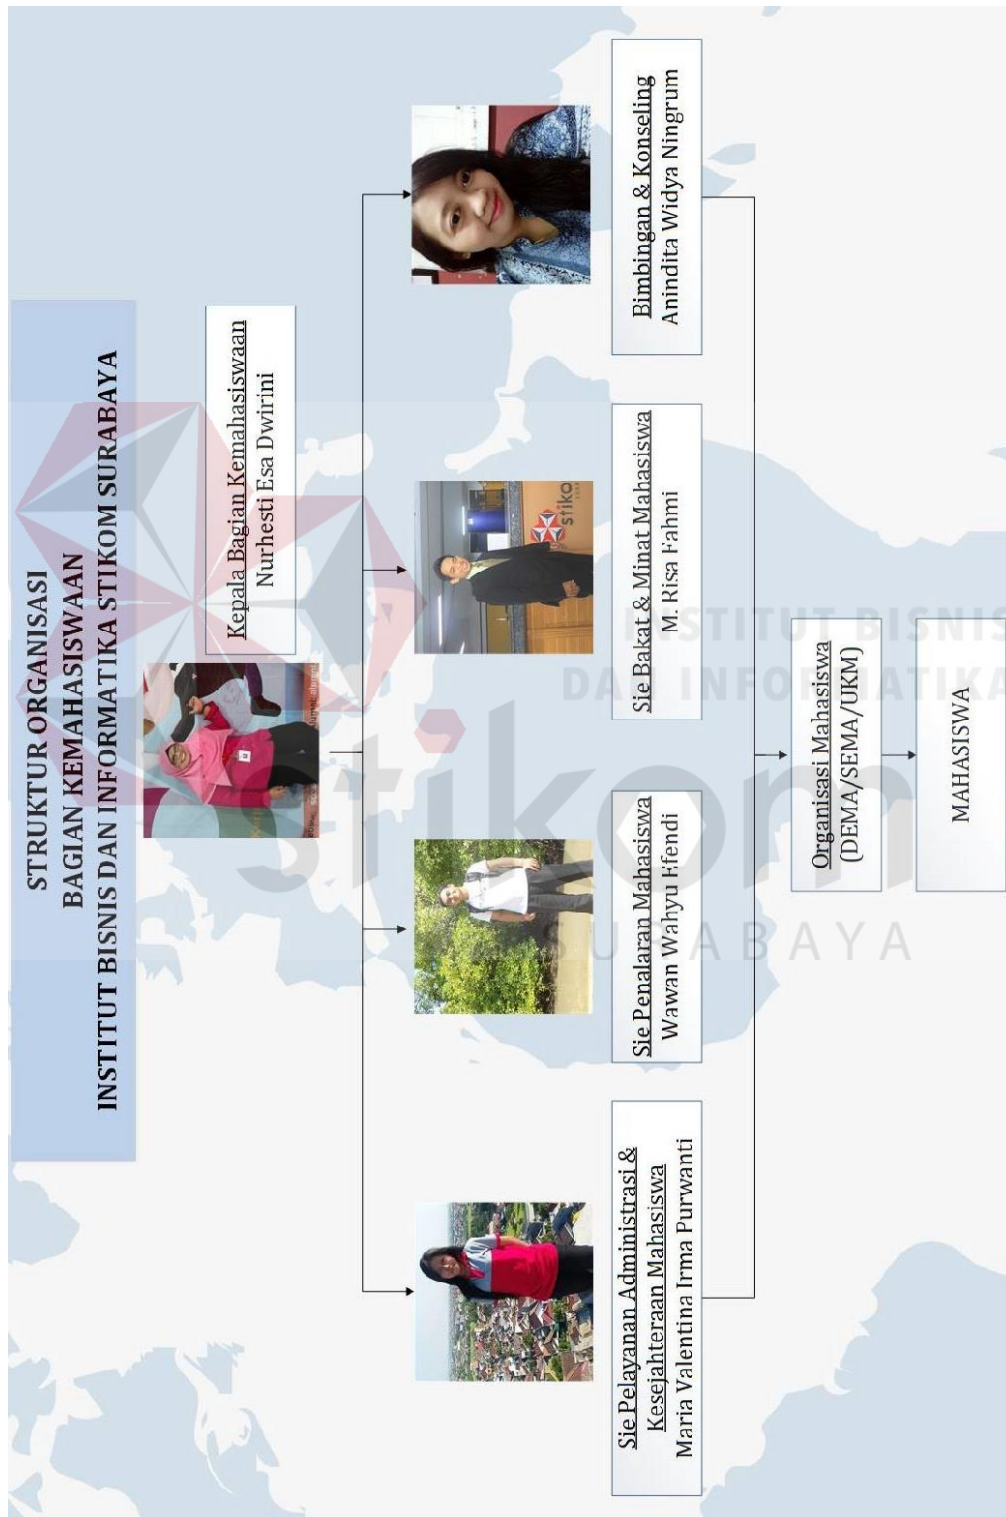 STRUKTUR ORGANISASI
BAGIAN KEMAHASISWAAN
INSTITUT BISNIS DAN INFORMATIKA STIKOM SURABAYA
Kepala Bagian Kemahasiswaan
Nurhesti Esa Dwirini
Sie Pelayanan Administrasi &
Kesejahteraan Mahasiswa
Maria Valentina Irma Purwanti
Sie Penalaran Mahasiswa
Wawan Wahyu Efendi
Sie Bakat & Minat Mahasiswa
M. Risa Fahmi
Bimbingan & Konseling
Anindita Widya Ningrum
Organisasi Mahasiswa
(DEMA/SEMA/UKM)
MAHASISWA
INSTITUT BISNIS
DAN INFORMATIKA
stikom
SURABAYA
stiko